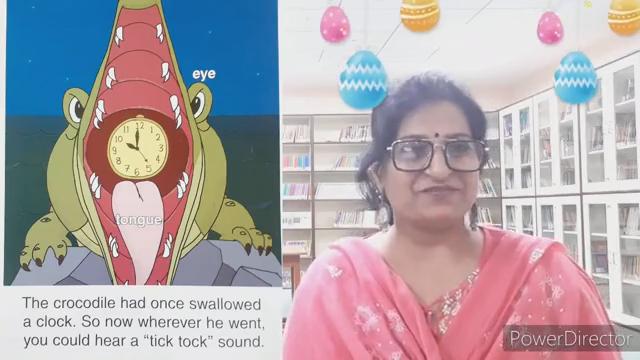 eye
tongue
The crocodile had once swallowed
a clock. So now wherever he went,
you could hear a “tick tock” sound.
PowerDirector